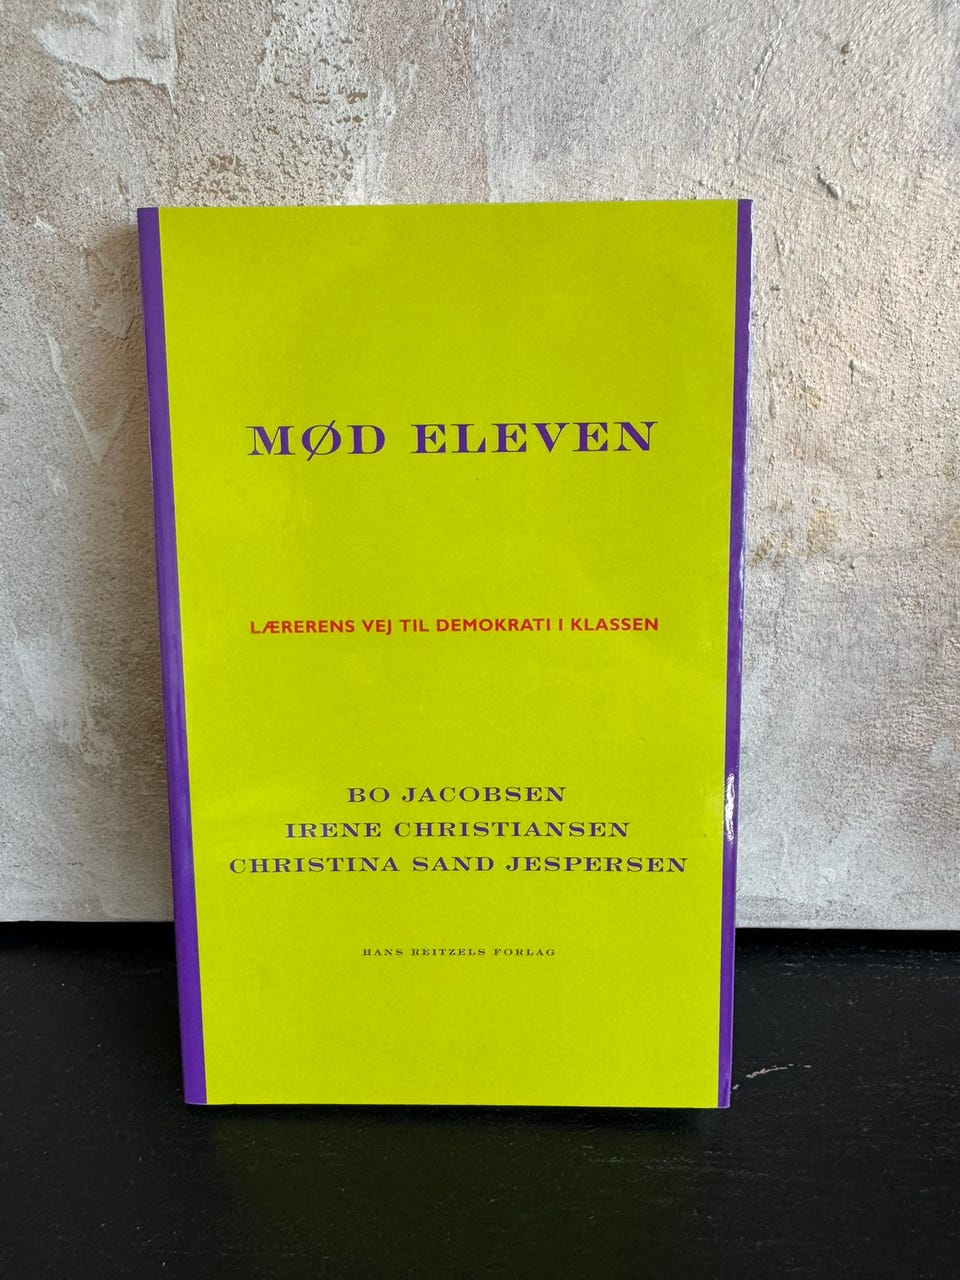 MØD ELEVEN
LÆRERENS VEJ TIL DEMOKRATI I KLASSEN
BO JACOBSEN
IRENE CHRISTIANSEN
CHRISTINA SAND JESPERSEN
HANS REITZELS FORLAG